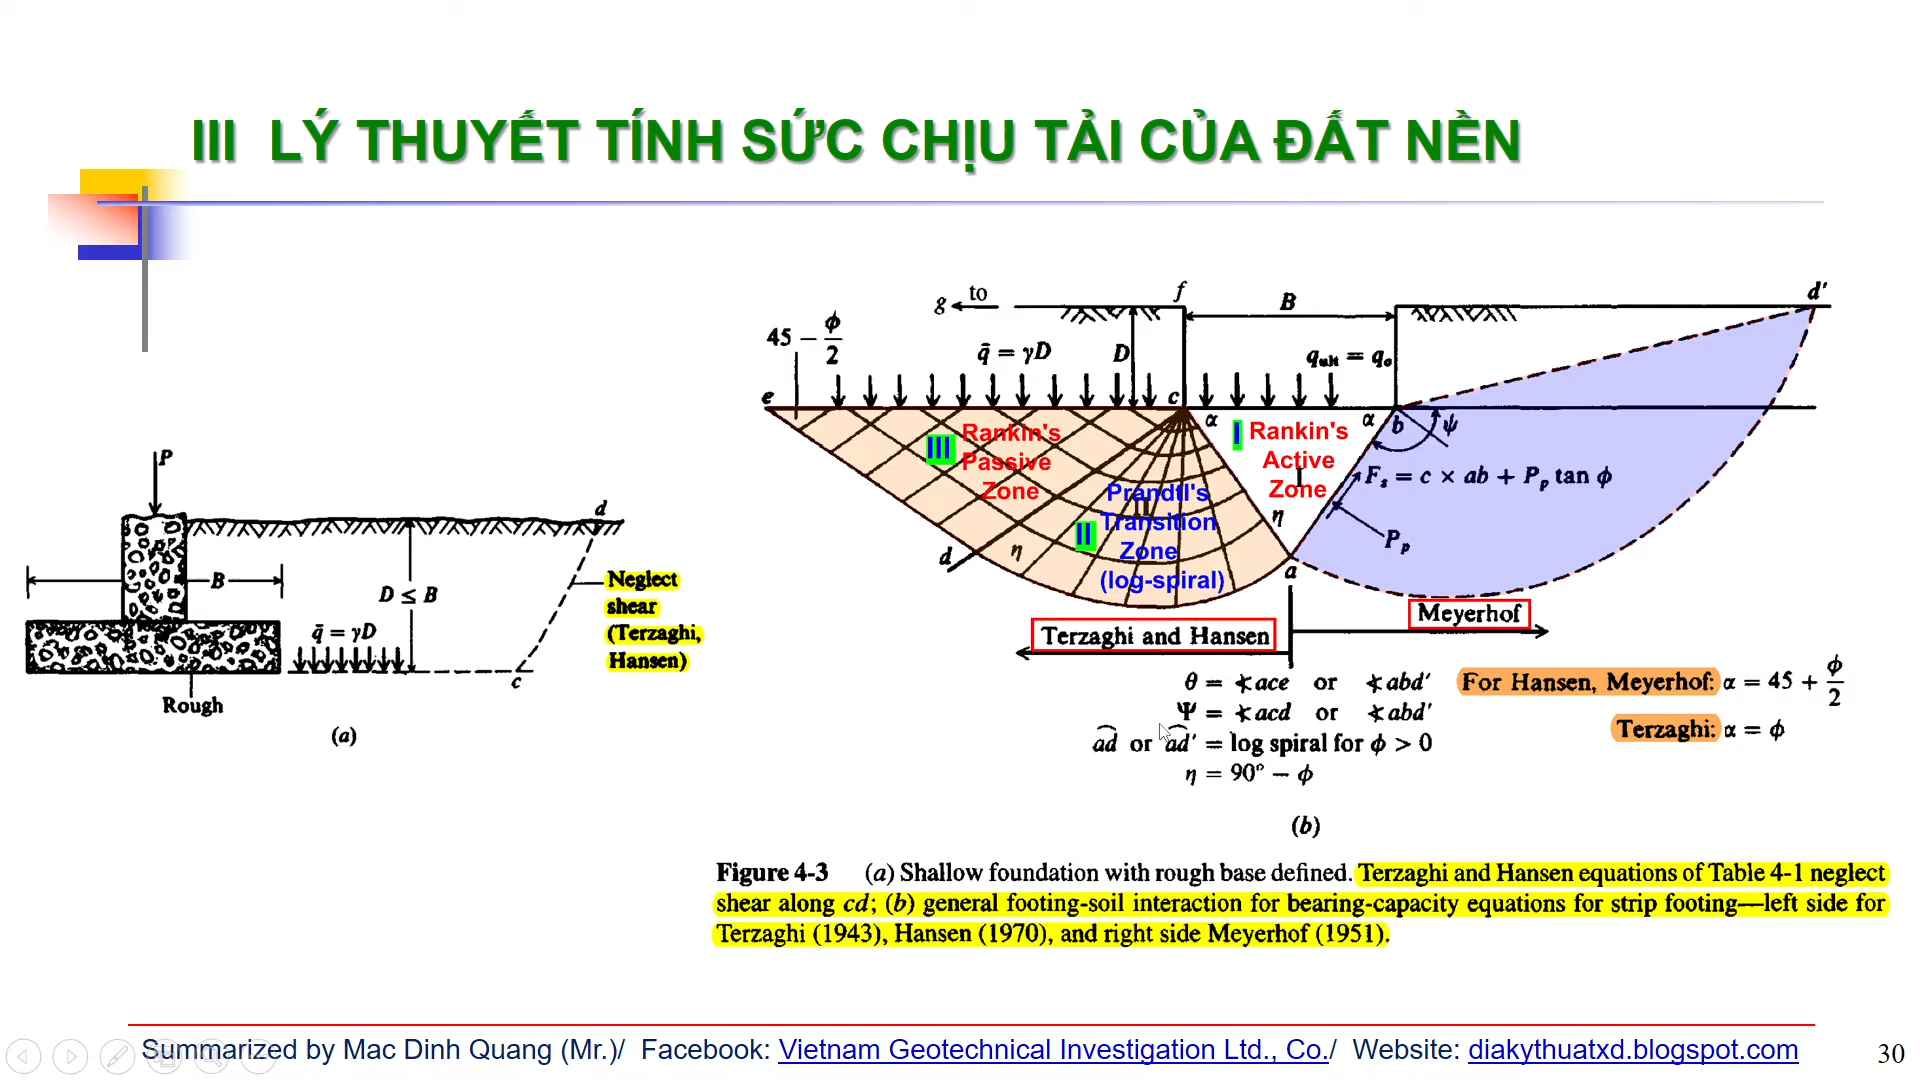 III LÝ THUYẾT TÍNH SỨC CHỊU TẢI CỦA ĐẤT NỀN
P
B
D ≤ B
q̄ = γD
Rough
d
c
Neglect
shear
(Terzaghi,
Hansen)
(a)
g to
f
B
d'
45 − ϕ/2
q̄ = γD
D
qult = qo
e
c
α
α
b
ψ
III
Rankin's
Passive
Zone
I
Rankin's
Active
Zone
I
II
Prandtl's
Transition
Zone
(log-spiral)
II
Fs = c × ab + Pp tan ϕ
Pp
η
η
d
a
Terzaghi and Hansen
Meyerhof
θ = ∢ace or ∢abd'
Ψ = ∢acd or ∢abd'
ad or ad' = log spiral for ϕ > 0
η = 90° − ϕ
For Hansen, Meyerhof: α = 45 + ϕ/2
Terzaghi: α = ϕ
(b)
Figure 4-3 (a) Shallow foundation with rough base defined. Terzaghi and Hansen equations of Table 4-1 neglect
shear along cd; (b) general footing-soil interaction for bearing-capacity equations for strip footing—left side for
Terzaghi (1943), Hansen (1970), and right side Meyerhof (1951).
Summarized by Mac Dinh Quang (Mr.)/ Facebook: Vietnam Geotechnical Investigation Ltd., Co./ Website: diakythuatxd.blogspot.com
30